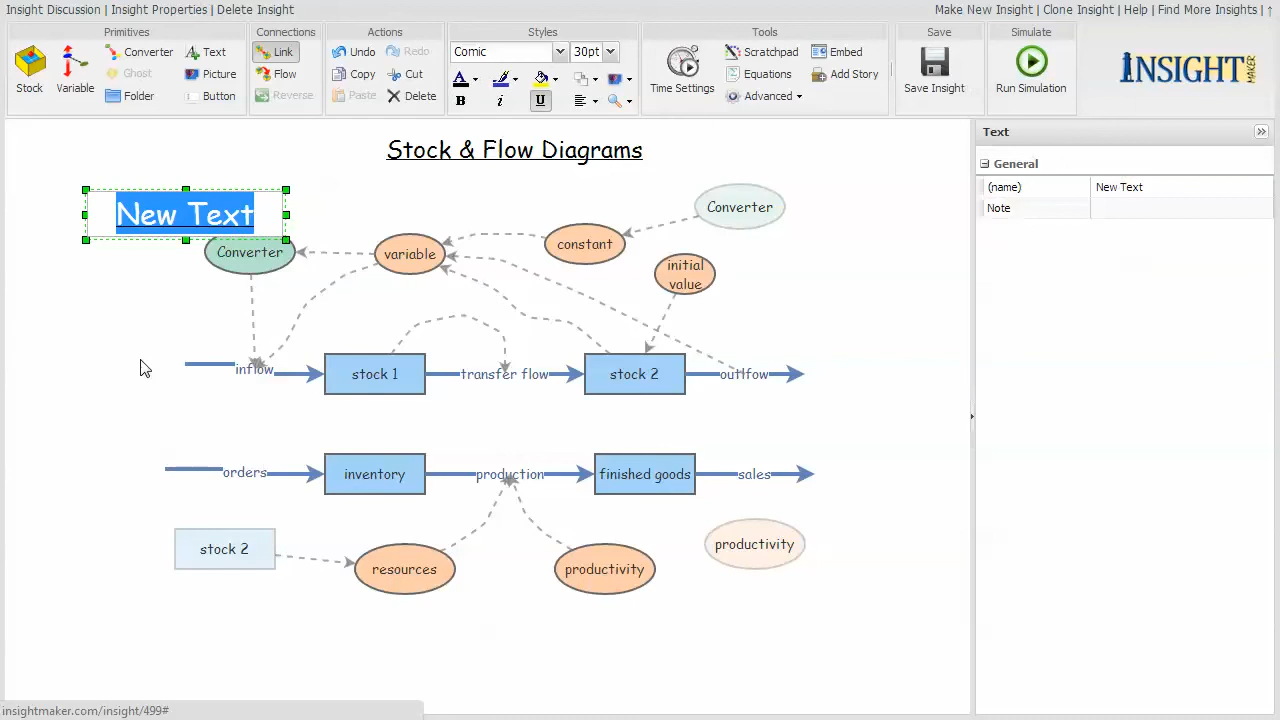 Insight Discussion | Insight Properties | Delete Insight
Make New Insight | Clone Insight | Help | Find More Insights | ↑
Primitives
Connections
Actions
Styles
Tools
Save
Simulate
Stock
Variable
Converter
Ghost
Folder
Text
Picture
Button
Link
Flow
Reverse
Undo
Redo
Copy
Cut
Paste
Delete
Comic
30pt
A
B
i
U
Time Settings
Scratchpad
Equations
Advanced
Embed
Add Story
Save Insight
Run Simulation
INSIGHT
MAKER
Stock & Flow Diagrams
New Text
Converter
variable
constant
Converter
initial
value
inflow
stock 1
transfer flow
stock 2
outlfow
orders
inventory
production
finished goods
sales
stock 2
resources
productivity
productivity
Text
General
(name)
New Text
Note
insightmaker.com/insight/499#